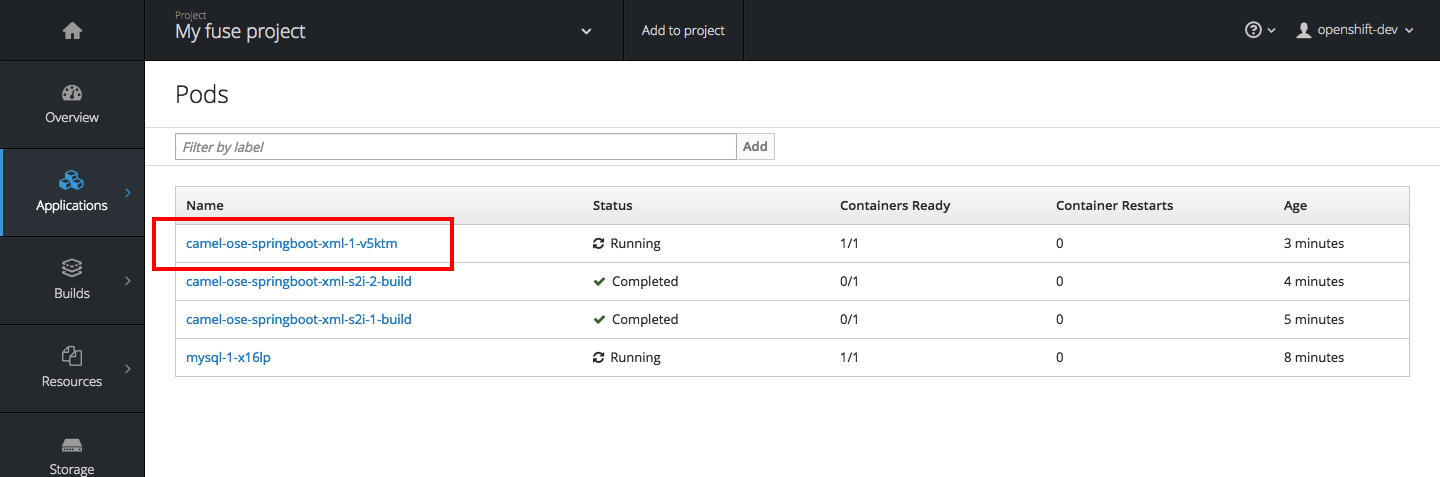 Project
My fuse project
Add to project
openshift-dev
Overview
Applications
Builds
Resources
Storage
Pods
Filter by label
Add
Name Status Containers Ready Container Restarts Age
camel-ose-springboot-xml-1-v5ktm Running 1/1 0 3 minutes
camel-ose-springboot-xml-s2i-2-build Completed 0/1 0 4 minutes
camel-ose-springboot-xml-s2i-1-build Completed 0/1 0 5 minutes
mysql-1-x16lp Running 1/1 0 8 minutes